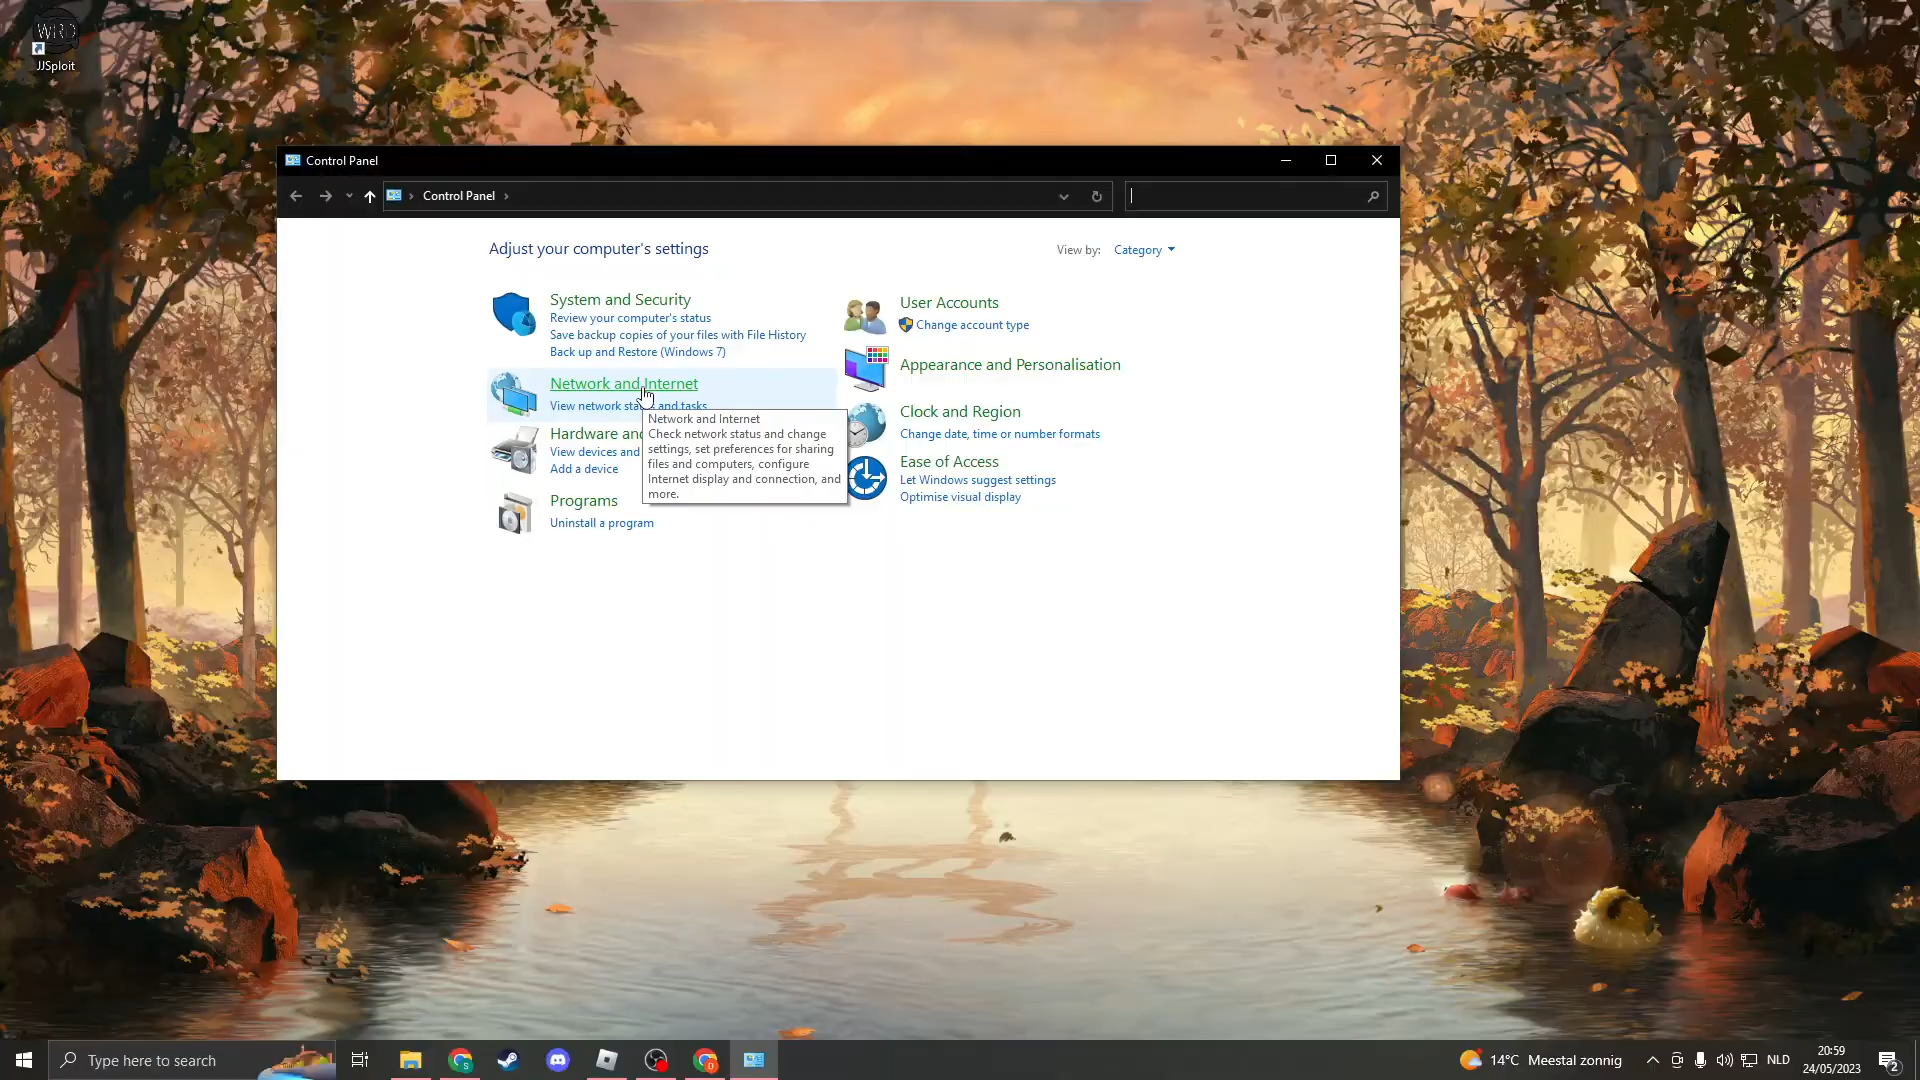 WRD
JJSploit
Control Panel
Control Panel
Adjust your computer's settings
View by: Category
System and Security
Review your computer's status
Save backup copies of your files with File History
Back up and Restore (Windows 7)
Network and Internet
View network status and tasks
Network and Internet
Check network status and change
settings, set preferences for sharing
files and computers, configure
Internet display and connection, and
more.
Hardware and
View devices and
Add a device
Programs
Uninstall a program
User Accounts
Change account type
Appearance and Personalisation
Clock and Region
Change date, time or number formats
Ease of Access
Let Windows suggest settings
Optimise visual display
Type here to search
14°C Meestal zonnig
NLD
20:59
24/05/2023
2